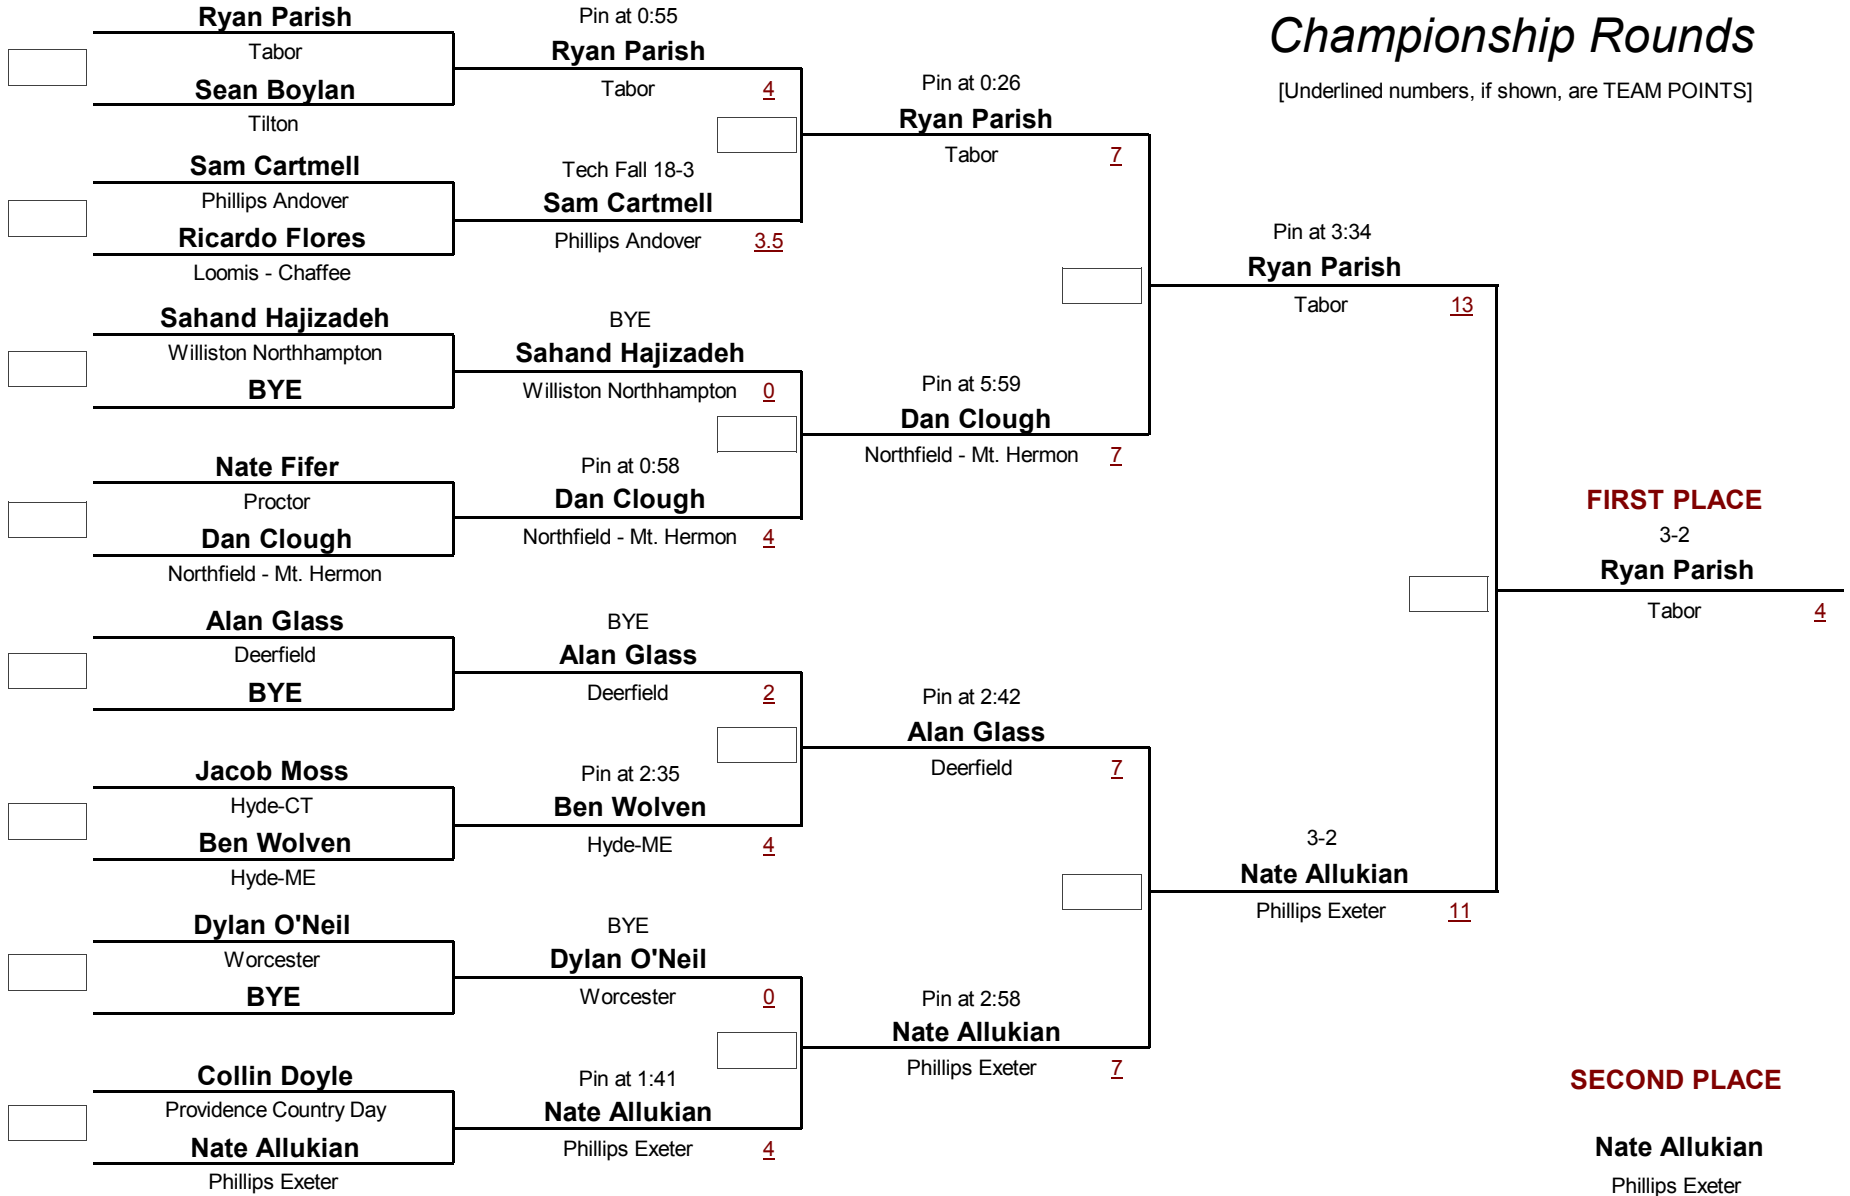 Championship Rounds
[Underlined numbers, if shown, are TEAM POINTS]
Ryan Parish
Tabor
Sean Boylan
Tilton
Sam Cartmell
Phillips Andover
Ricardo Flores
Loomis - Chaffee
Sahand Hajizadeh
Williston Northhampton
BYE
Nate Fifer
Proctor
Dan Clough
Northfield - Mt. Hermon
Alan Glass
Deerfield
BYE
Jacob Moss
Hyde-CT
Ben Wolven
Hyde-ME
Dylan O'Neil
Worcester
BYE
Collin Doyle
Providence Country Day
Nate Allukian
Phillips Exeter
Pin at 0:55
Ryan Parish
Tabor 4
Tech Fall 18-3
Sam Cartmell
Phillips Andover 3.5
BYE
Sahand Hajizadeh
Williston Northhampton 0
Pin at 0:58
Dan Clough
Northfield - Mt. Hermon 4
BYE
Alan Glass
Deerfield 2
Pin at 2:35
Ben Wolven
Hyde-ME 4
BYE
Dylan O'Neil
Worcester 0
Pin at 1:41
Nate Allukian
Phillips Exeter 4
Pin at 0:26
Ryan Parish
Tabor 7
Pin at 5:59
Dan Clough
Northfield - Mt. Hermon 7
Pin at 2:42
Alan Glass
Deerfield 7
Pin at 2:58
Nate Allukian
Phillips Exeter 7
Pin at 3:34
Ryan Parish
Tabor 13
3-2
Nate Allukian
Phillips Exeter 11
FIRST PLACE
3-2
Ryan Parish
Tabor 4
SECOND PLACE
Nate Allukian
Phillips Exeter